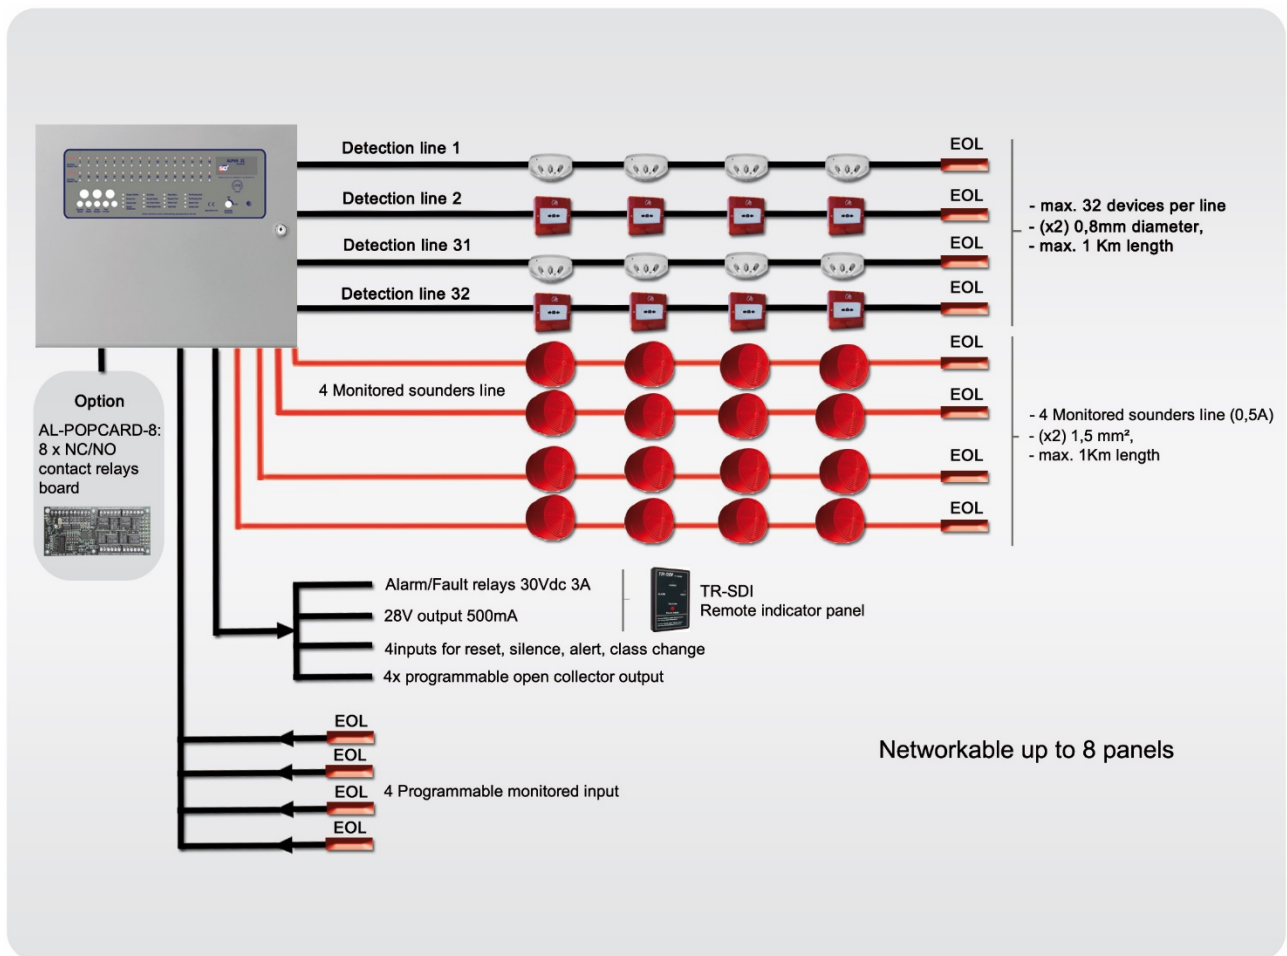 Detection line 1
EOL
Detection line 2
EOL
Detection line 31
EOL
Detection line 32
EOL
- max. 32 devices per line
- (x2) 0,8mm diameter,
- max. 1 Km length
4 Monitored sounders line
EOL
EOL
EOL
EOL
- 4 Monitored sounders line (0,5A)
- (x2) 1,5 mm²,
- max. 1Km length
Option
AL-POPCARD-8:
8 x NC/NO
contact relays
board
Alarm/Fault relays 30Vdc 3A
28V output 500mA
4inputs for reset, silence, alert, class change
4x programmable open collector output
TR-SDI
Remote indicator panel
EOL
EOL
EOL
EOL
4 Programmable monitored input
Networkable up to 8 panels